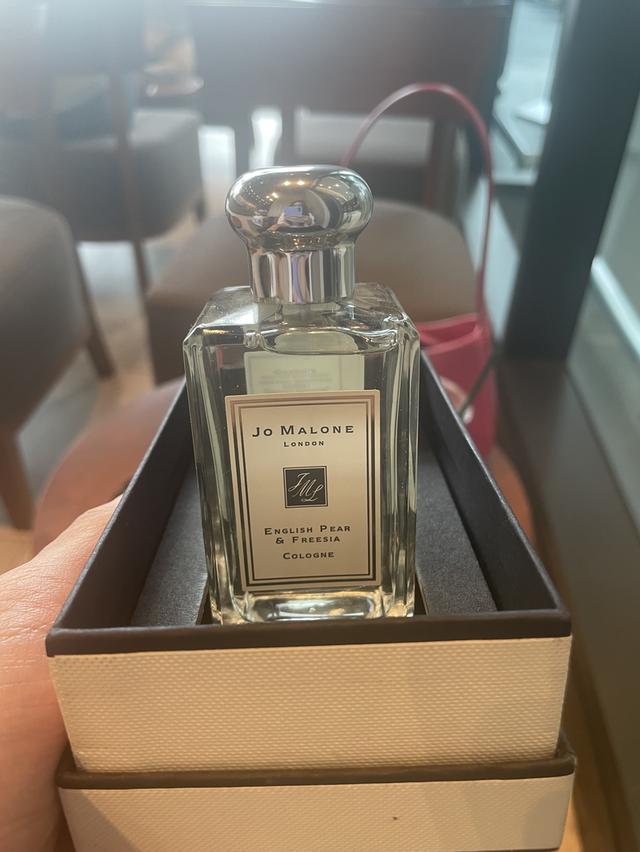 JO MALONE
LONDON
JML
ENGLISH PEAR
& FREESIA
COLOGNE